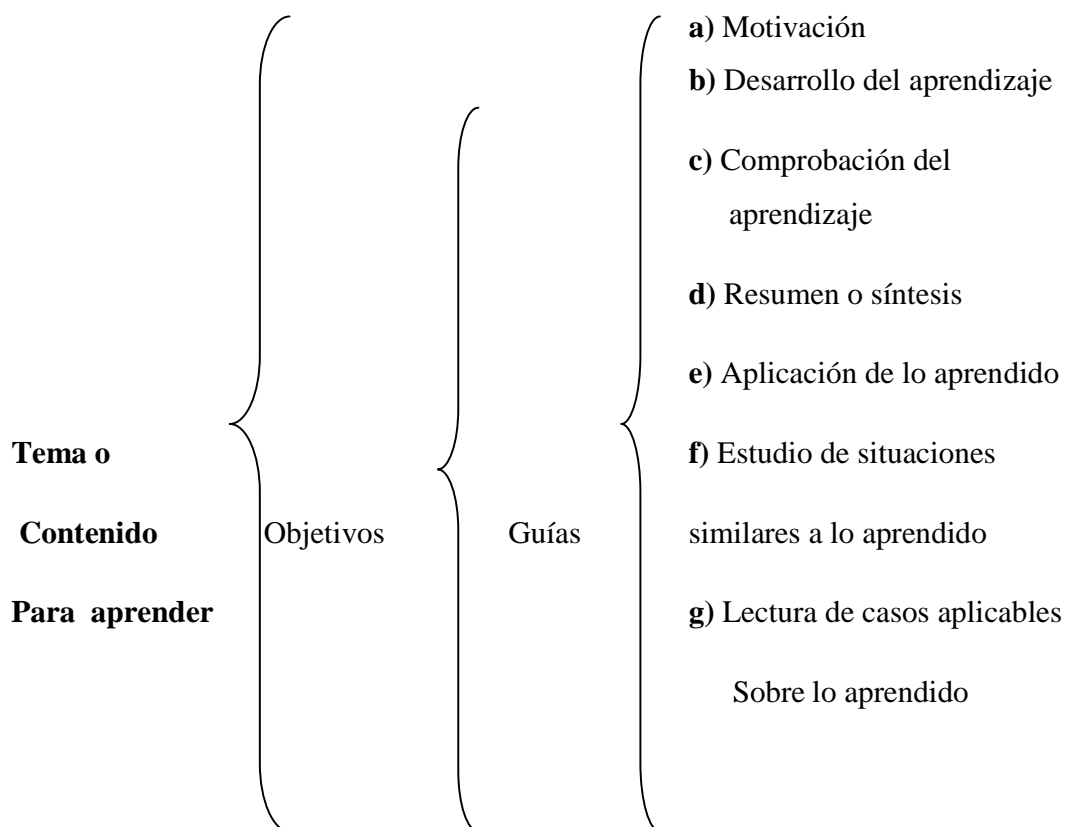 Tema o
Contenido
Para aprender
Objetivos
Guías
a) Motivación
b) Desarrollo del aprendizaje
c) Comprobación del
aprendizaje
d) Resumen o síntesis
e) Aplicación de lo aprendido
f) Estudio de situaciones
similares a lo aprendido
g) Lectura de casos aplicables
Sobre lo aprendido